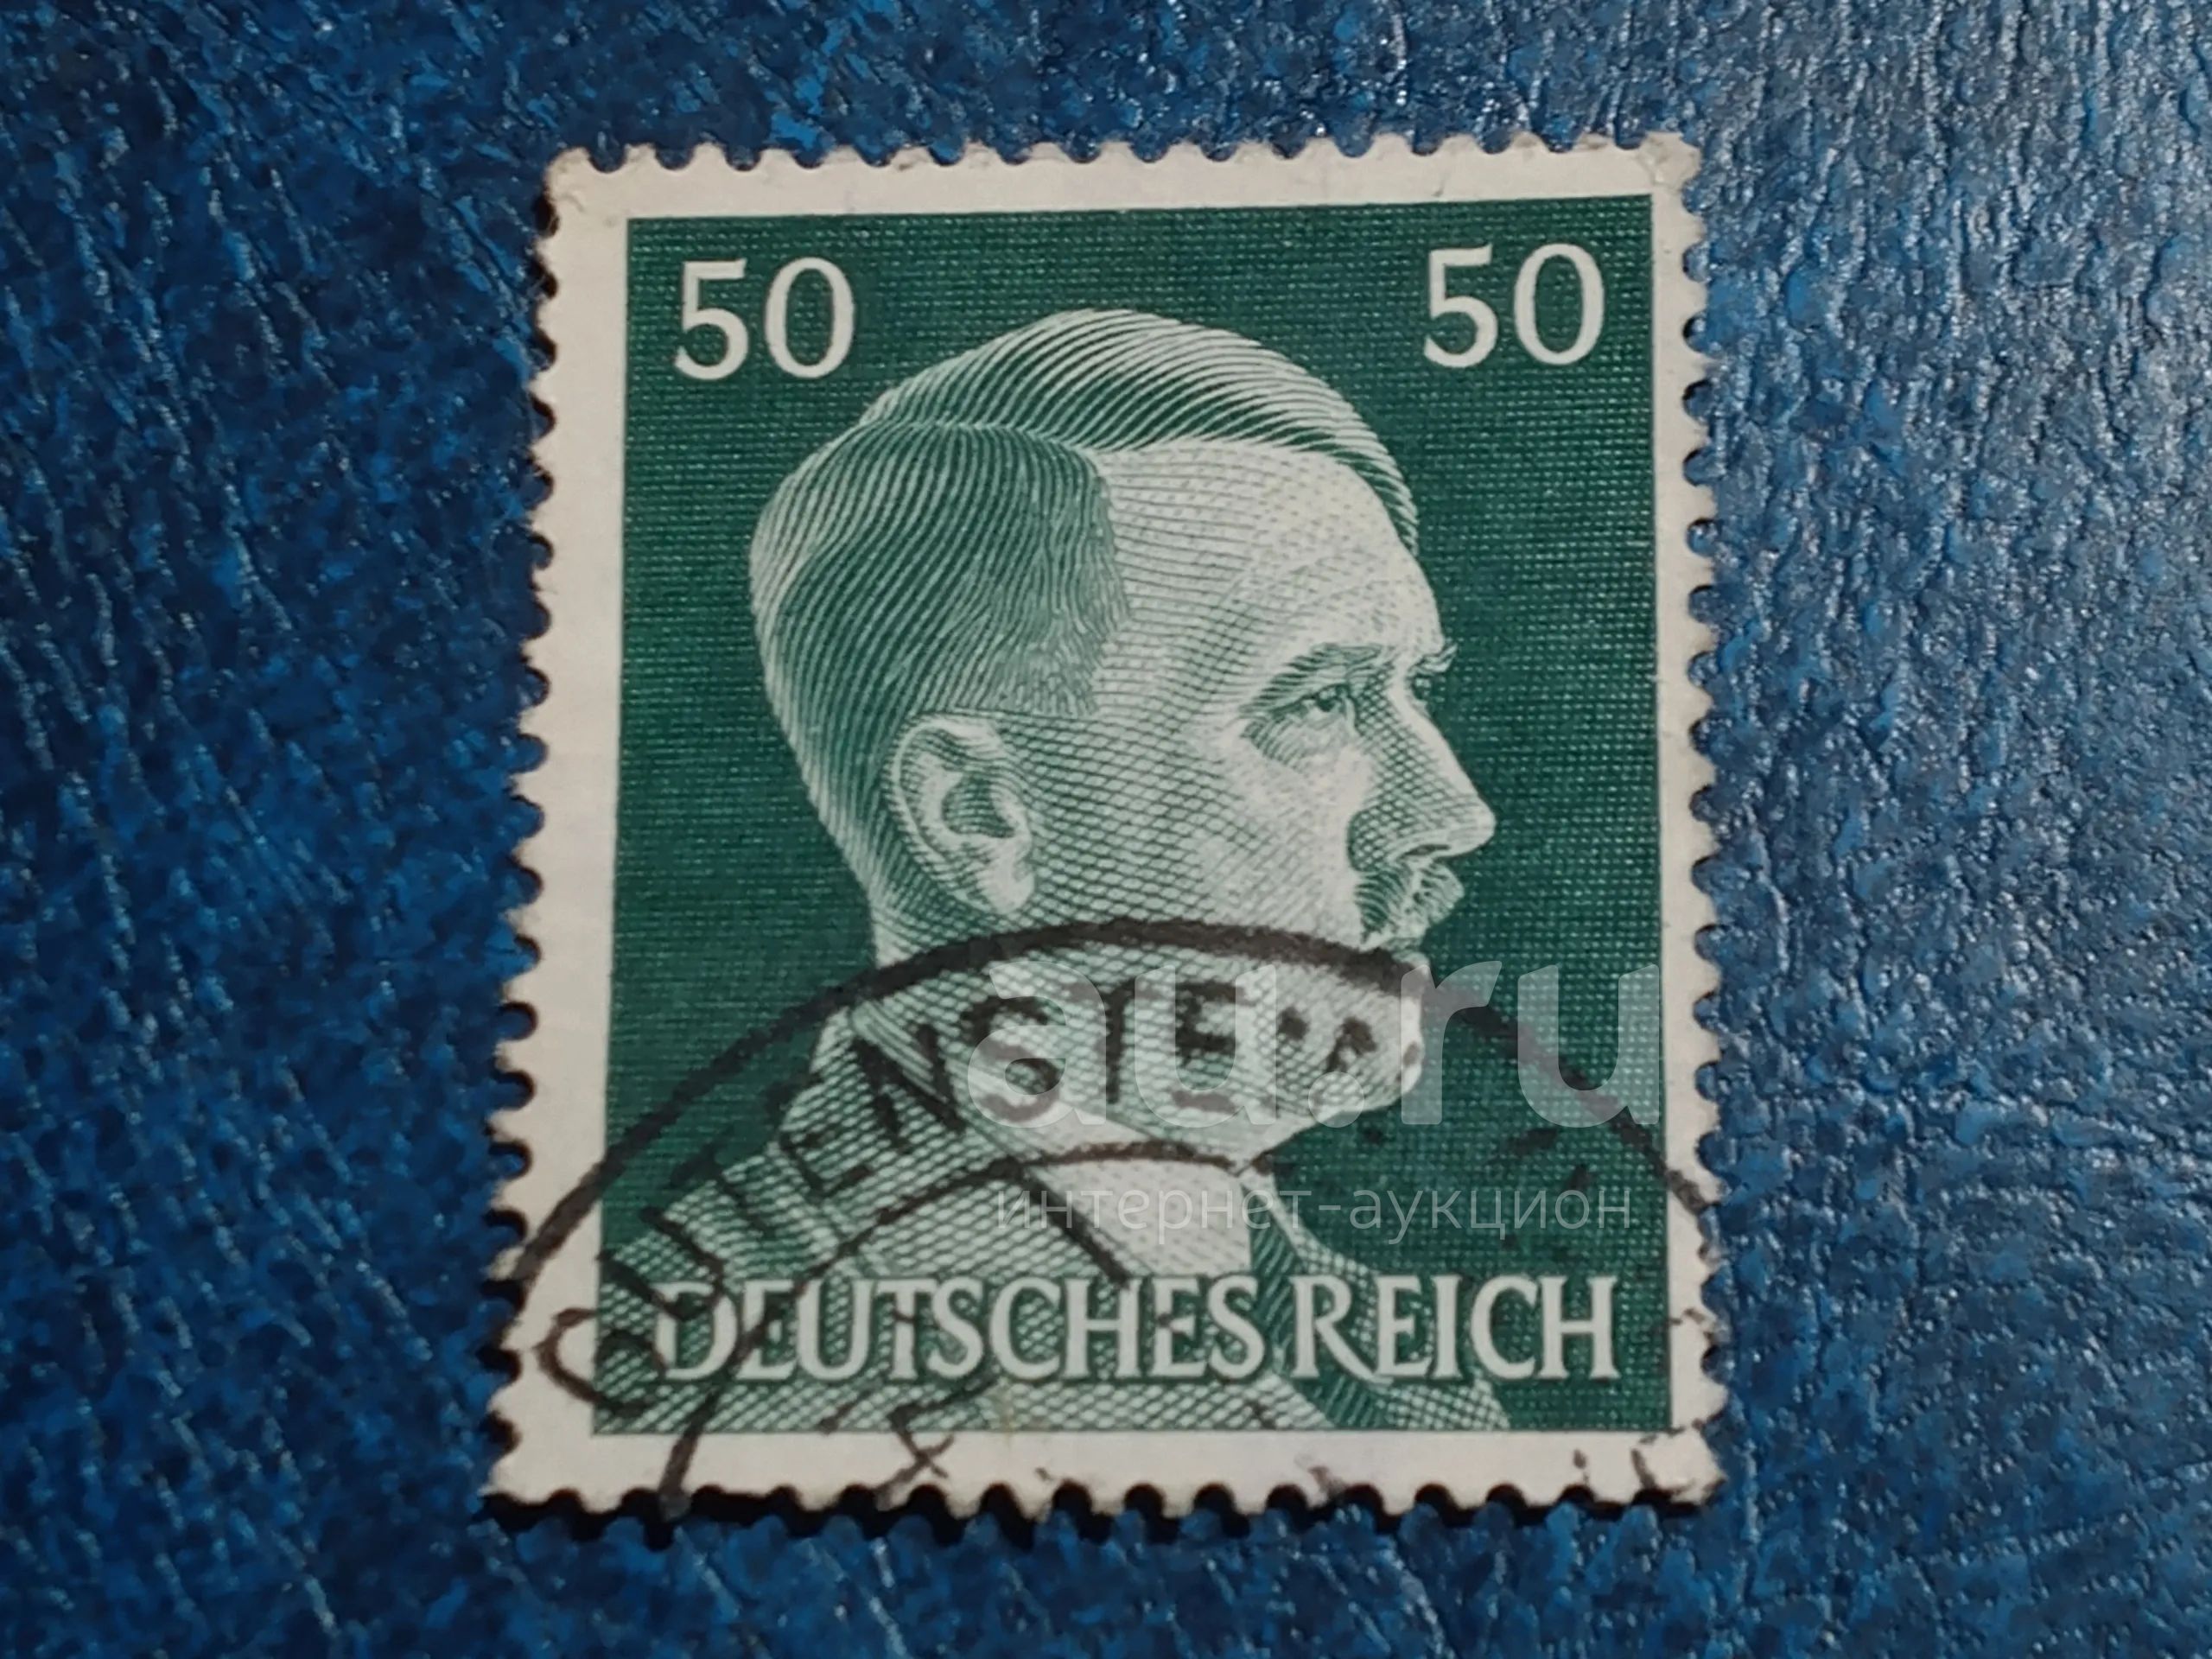 50 50
au.ru
интернет-аукцион
DEUTSCHES REICH